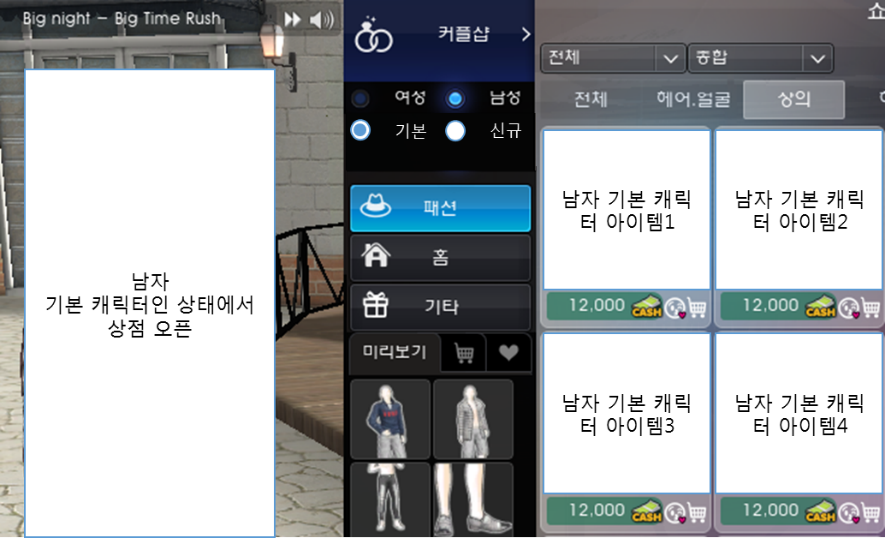 Big night – Big Time Rush
남자
기본 캐릭터인 상태에서
상점 오픈
커플샵
여성 남성
기본 신규
패션
홈
기타
미리보기
쇼
전체 종합
전체 헤어.얼굴 상의
남자 기본 캐릭
터 아이템1
남자 기본 캐릭
터 아이템2
12,000 CASH
12,000 CASH
남자 기본 캐릭
터 아이템3
남자 기본 캐릭
터 아이템4
12,000 CASH
12,000 CASH